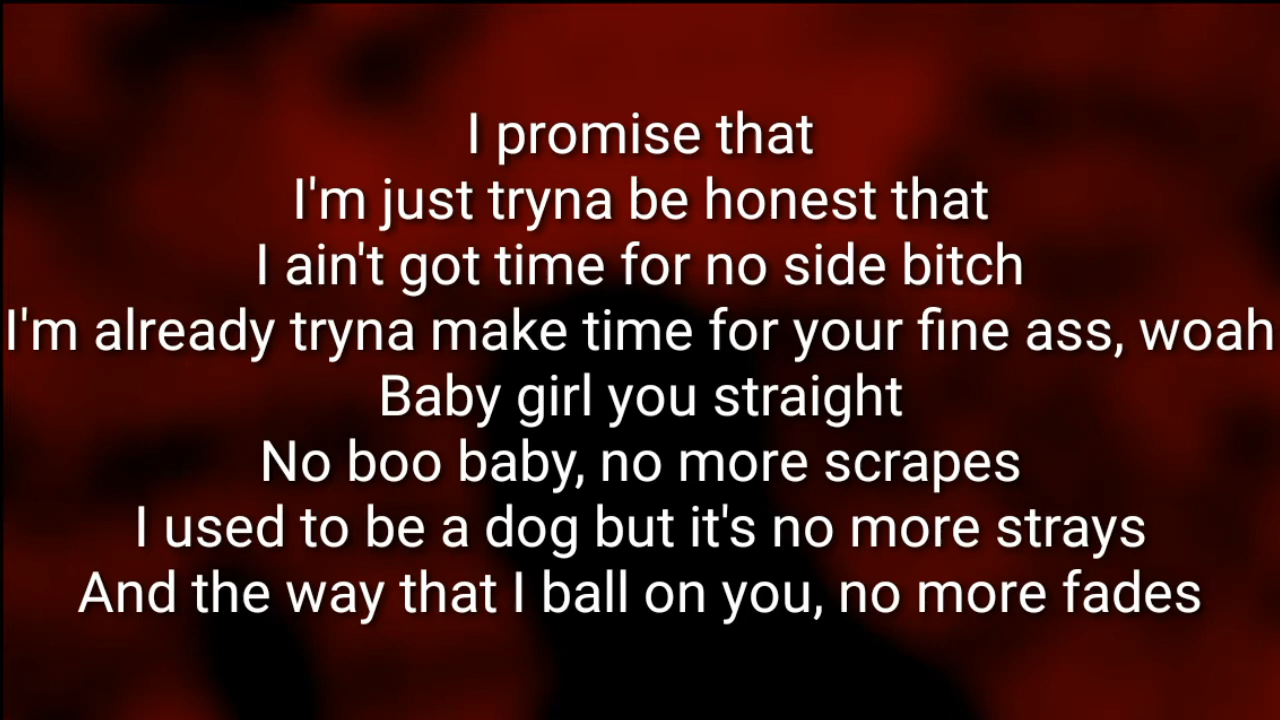 I promise that
I'm just tryna be honest that
I ain't got time for no side bitch
I'm already tryna make time for your fine ass, woah
Baby girl you straight
No boo baby, no more scrapes
I used to be a dog but it's no more strays
And the way that I ball on you, no more fades